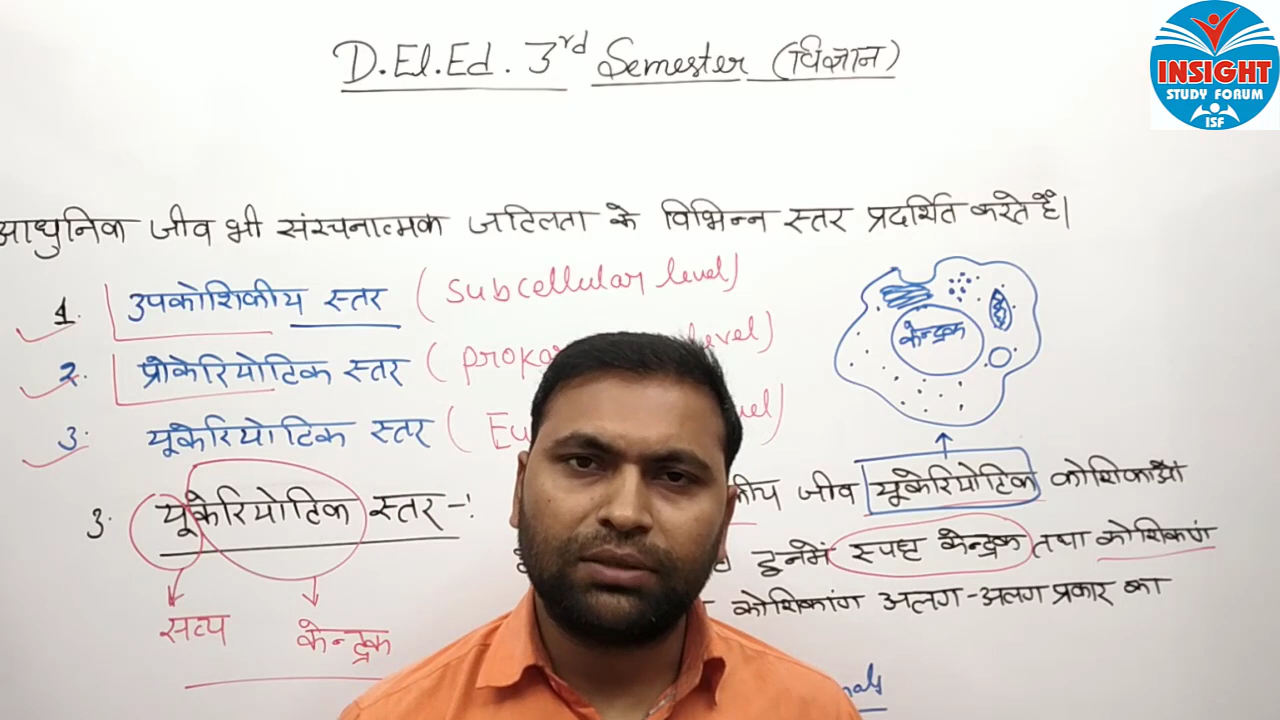 D.El.Ed. 3rd Semester (विज्ञान)
INSIGHT
STUDY FORUM
ISF
आधुनिक जीव भी संरचनात्मक जटिलता के विभिन्न स्तर प्रदर्शित करते हैं।
1. उपकोशिकीय स्तर (Subcellular level)
2. प्रोकेरियोटिक स्तर (
3. यूकेरियोटिक स्तर (
केन्द्रक
3. यूकेरियोटिक स्तर -:
जीव यूकेरियोटिक कोशिकाओं
इनमें स्पष्ट केन्द्रक तथा कोशिकांग
कोशिकांग अलग-अलग प्रकार का
सत्य केन्द्रक